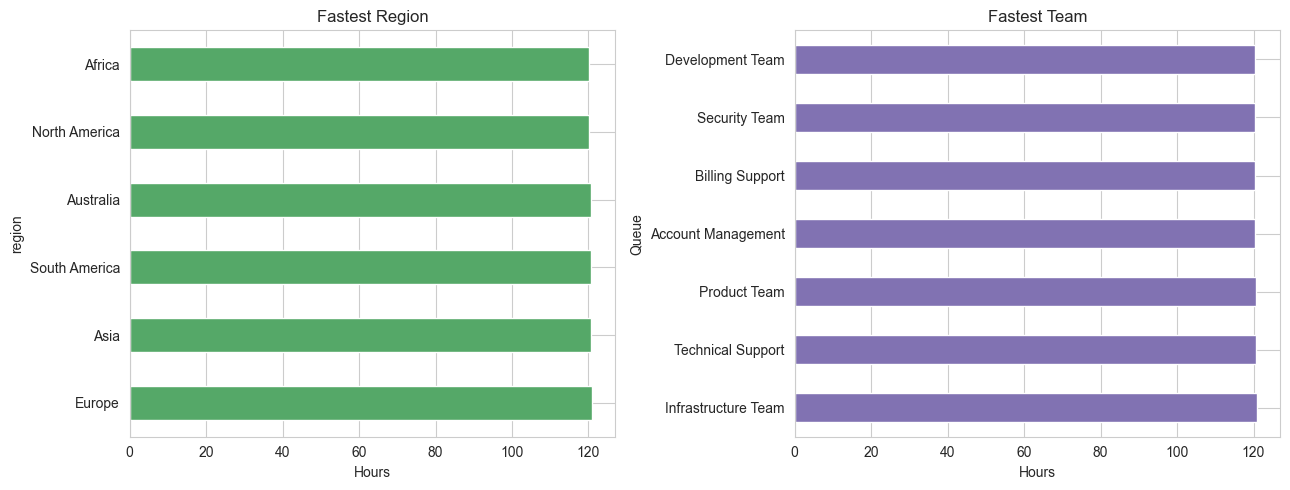 Fastest Region
Africa
North America
Australia
South America
Asia
Europe
region
0 20 40 60 80 100 120
Hours
Fastest Team
Development Team
Security Team
Billing Support
Account Management
Product Team
Technical Support
Infrastructure Team
Queue
0 20 40 60 80 100 120
Hours